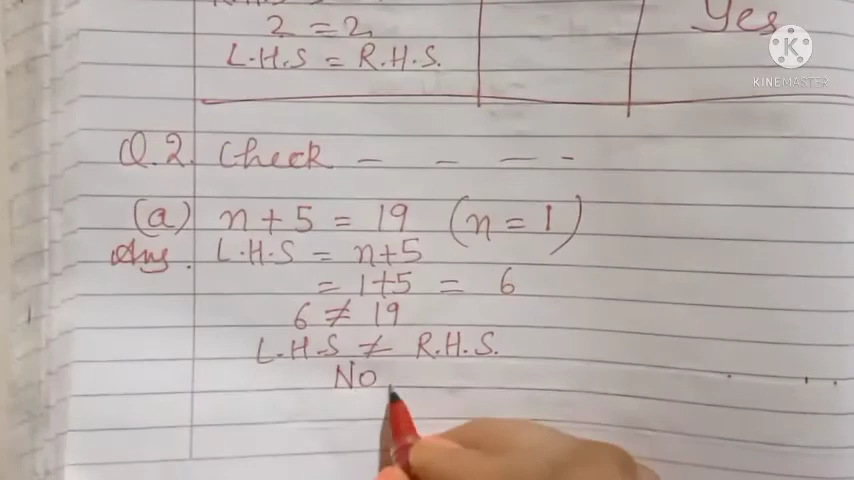 2 = 2
L.H.S = R.H.S.
Yes
KINEMASTER
Q.2. Check - - - -
(a) n + 5 = 19 (n = 1)
Ans. L.H.S = n+5
= 1+5 = 6
6 ≠ 19
L.H.S ≠ R.H.S.
No